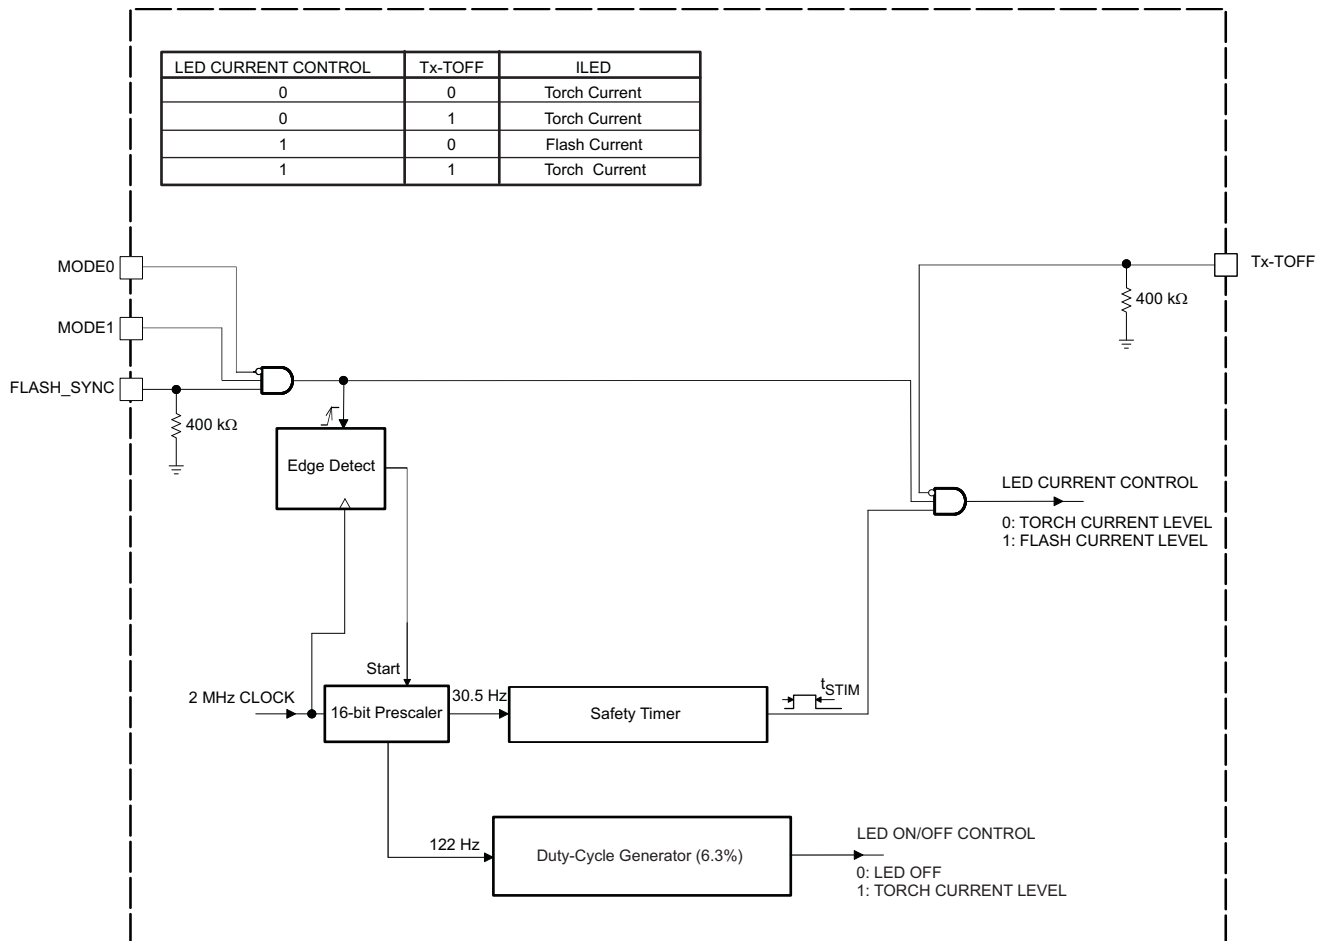 LED CURRENT CONTROL Tx-TOFF ILED
0 0 Torch Current
0 1 Torch Current
1 0 Flash Current
1 1 Torch Current
MODE0
Tx-TOFF
400 kΩ
MODE1
FLASH_SYNC
400 kΩ
Edge Detect
LED CURRENT CONTROL
0: TORCH CURRENT LEVEL
1: FLASH CURRENT LEVEL
Start
2 MHz CLOCK
16-bit Prescaler
30.5 Hz
Safety Timer
tSTIM
122 Hz
Duty-Cycle Generator (6.3%)
LED ON/OFF CONTROL
0: LED OFF
1: TORCH CURRENT LEVEL